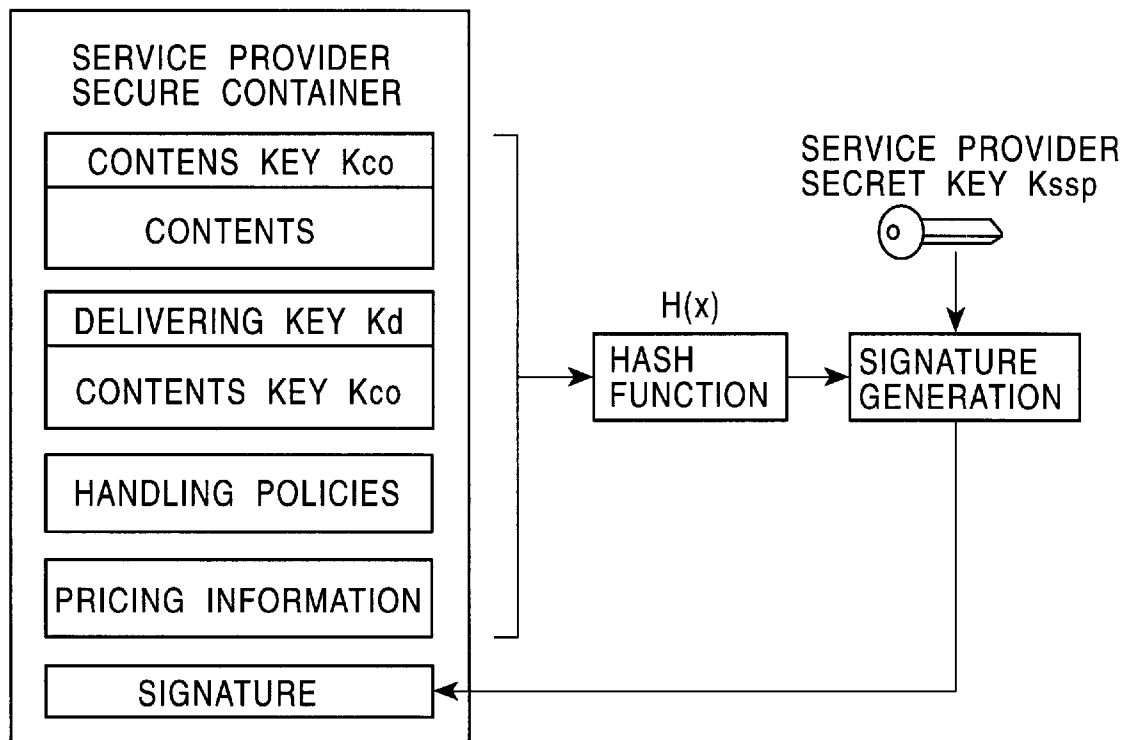 SERVICE PROVIDER
SECURE CONTAINER
CONTENS KEY Kco
CONTENTS
DELIVERING KEY Kd
CONTENTS KEY Kco
HANDLING POLICIES
PRICING INFORMATION
SIGNATURE
H(x)
HASH
FUNCTION
SERVICE PROVIDER
SECRET KEY Kssp
SIGNATURE
GENERATION